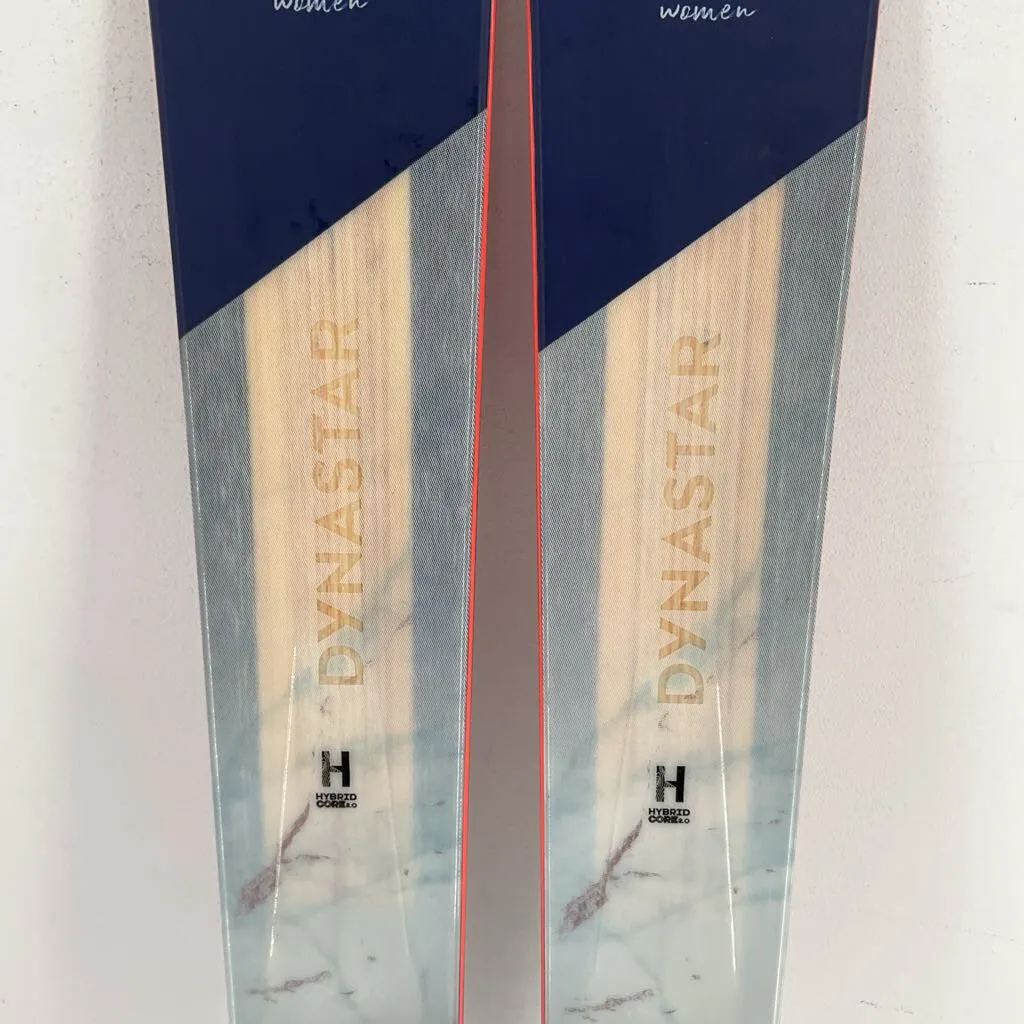 women
DYNASTAR
H
HYBRID
CORE 2.0
women
DYNASTAR
H
HYBRID
CORE 2.0